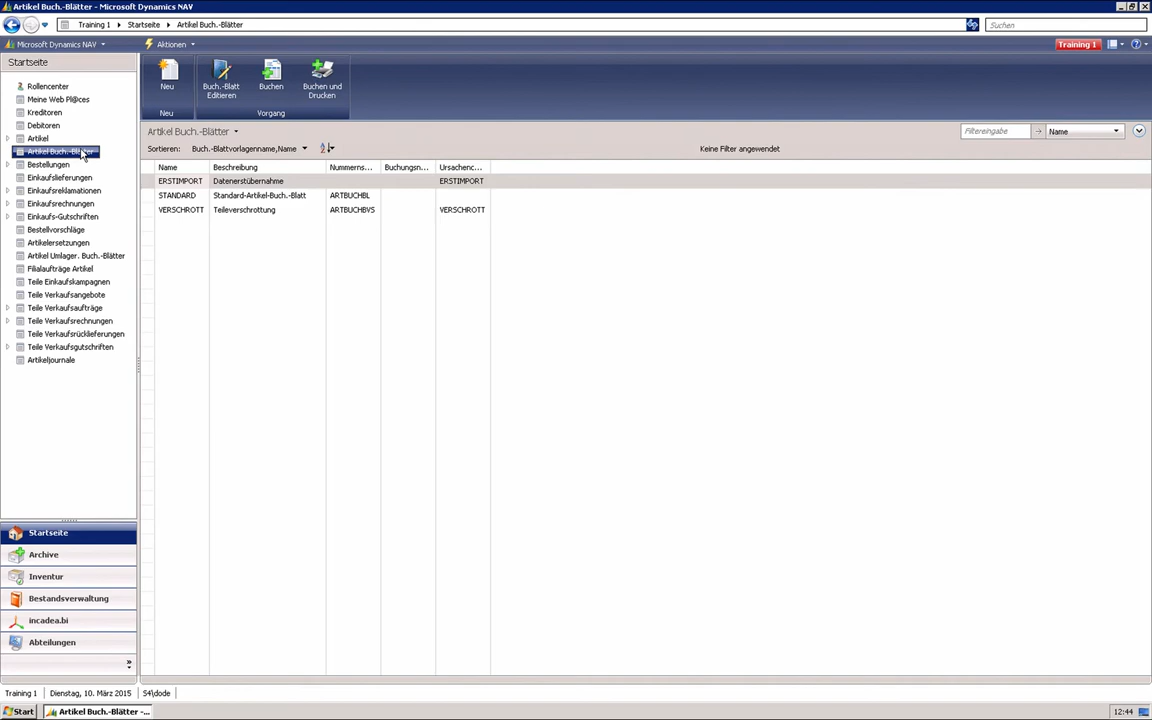 Artikel Buch.-Blätter - Microsoft Dynamics NAV
Training 1 Startseite Artikel Buch.-Blätter
Suchen
Microsoft Dynamics NAV
Aktionen
Training 1
Startseite
Rollencenter
Meine Web Pl@ces
Kreditoren
Debitoren
Artikel
Artikel Buch.-Blätter
Bestellungen
Einkaufslieferungen
Einkaufsreklamationen
Einkaufsrechnungen
Einkaufs-Gutschriften
Bestellvorschläge
Artikelersetzungen
Artikel Umlager. Buch.-Blätter
Filialaufträge Artikel
Teile Einkaufskampagnen
Teile Verkaufsangebote
Teile Verkaufsaufträge
Teile Verkaufsrechnungen
Teile Verkaufsrücklieferungen
Teile Verkaufsgutschriften
Artikeljournale
Startseite
Archive
Inventur
Bestandsverwaltung
incadea.bi
Abteilungen
Neu
Buch.-Blatt Editieren
Buchen
Buchen und Drucken
Neu
Vorgang
Artikel Buch.-Blätter
Filtereingabe
Name
Sortieren: Buch.-Blattvorlagenname,Name
Keine Filter angewendet
Name Beschreibung Nummerns... Buchungsn... Ursachenc...
ERSTIMPORT Datenerstübernahme ERSTIMPORT
STANDARD Standard-Artikel-Buch.-Blatt ARTBUCHBL
VERSCHROTT Teileverschrottung ARTBUCHBVS VERSCHROTT
Training 1 Dienstag, 10. März 2015 S4\dode
Start
Artikel Buch.-Blätter -...
12:44